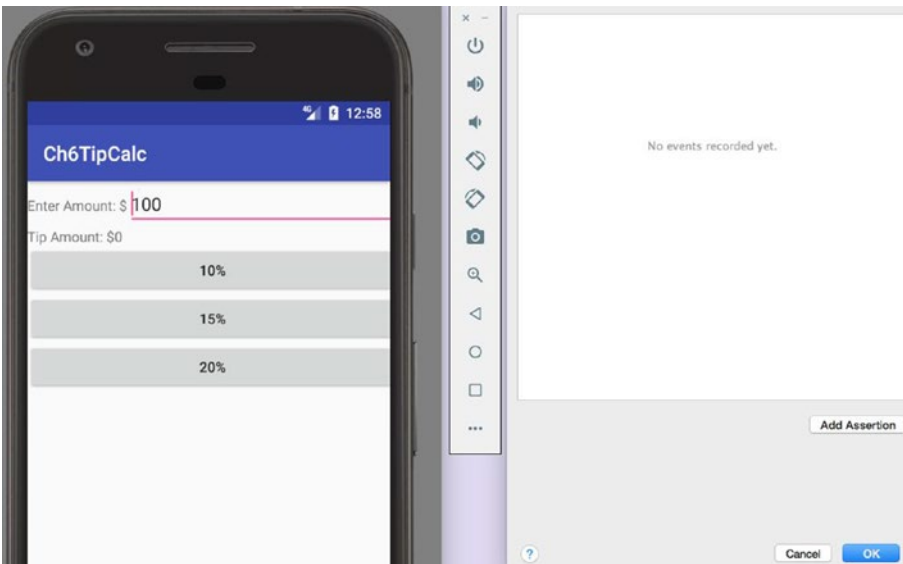 4G 12:58
Ch6TipCalc
Enter Amount: $ 100
Tip Amount: $0
10%
15%
20%
No events recorded yet.
Add Assertion
?
Cancel
OK